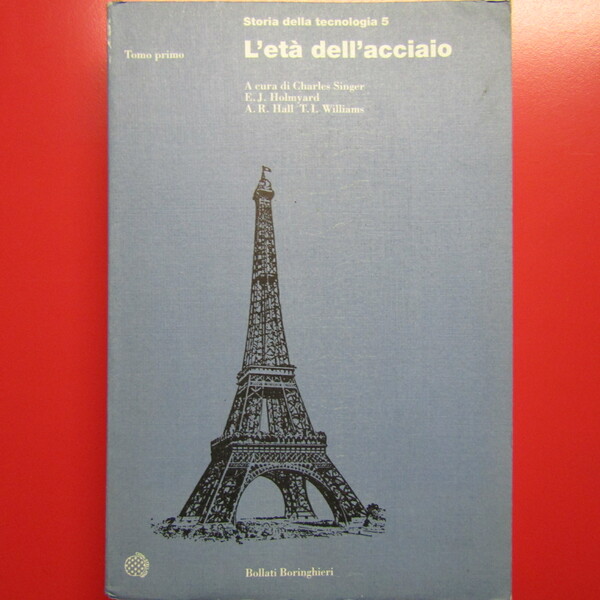 Storia della tecnologia 5
Tomo primo
L'età dell'acciaio
A cura di Charles Singer
E. J. Holmyard
A. R. Hall T. I. Williams
Bollati Boringhieri